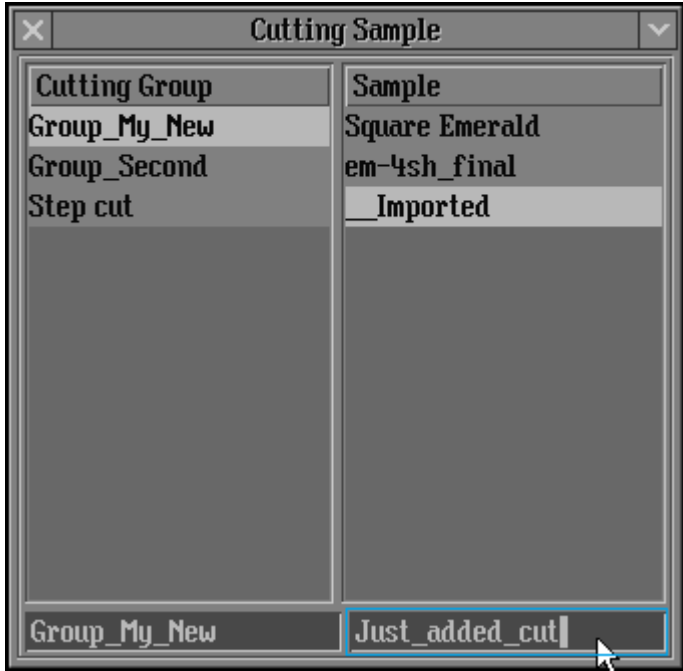 Cutting Sample
Cutting Group
Group_My_New
Group_Second
Step cut
Sample
Square Emerald
em-4sh_final
__Imported
Group_My_New
Just_added_cut